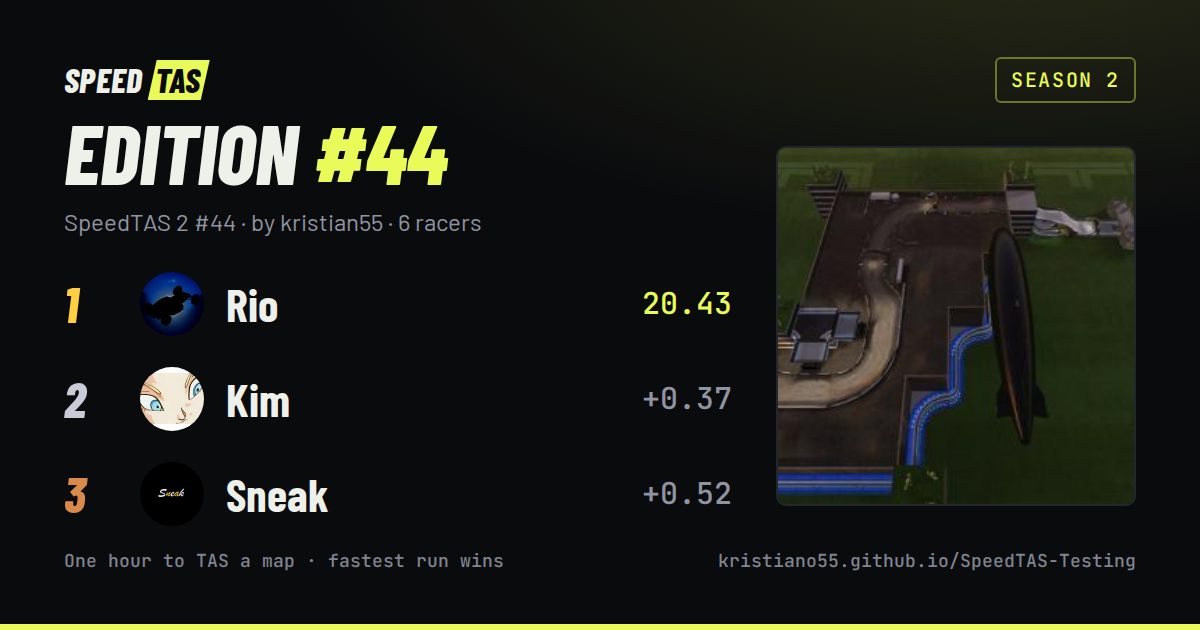 SPEED TAS
SEASON 2
EDITION #44
SpeedTAS 2 #44 · by kristian55 · 6 racers
1 Rio 20.43
2 Kim +0.37
3 Sneak Sneak +0.52
One hour to TAS a map · fastest run wins
kristiano55.github.io/SpeedTAS-Testing